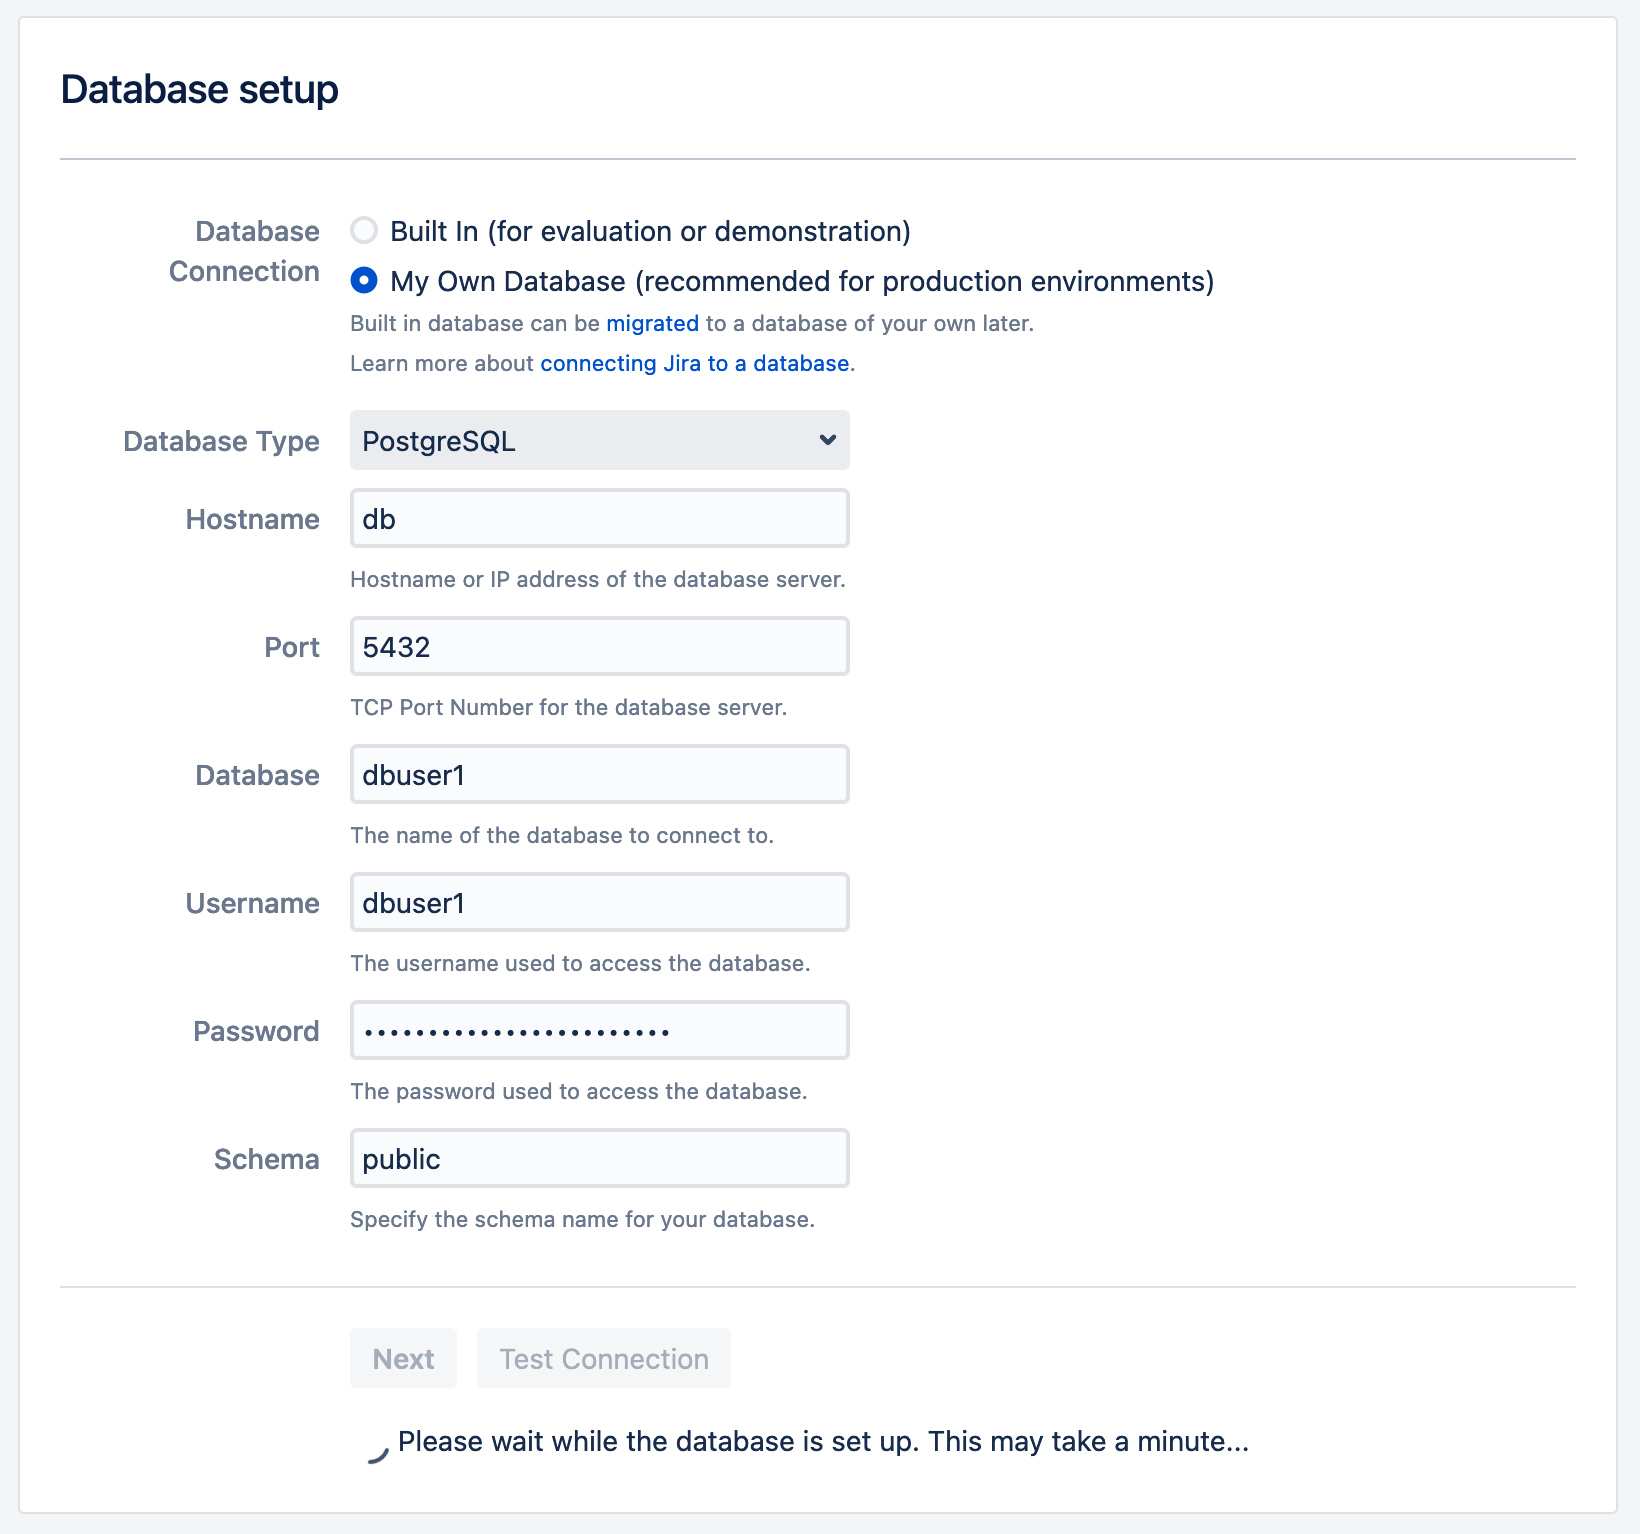 Database setup
Database Connection
Built In (for evaluation or demonstration)
My Own Database (recommended for production environments)
Built in database can be migrated to a database of your own later.
Learn more about connecting Jira to a database.
Database Type
PostgreSQL
Hostname
db
Hostname or IP address of the database server.
Port
5432
TCP Port Number for the database server.
Database
dbuser1
The name of the database to connect to.
Username
dbuser1
The username used to access the database.
Password
••••••••••••••••••••••••
The password used to access the database.
Schema
public
Specify the schema name for your database.
Next
Test Connection
Please wait while the database is set up. This may take a minute...